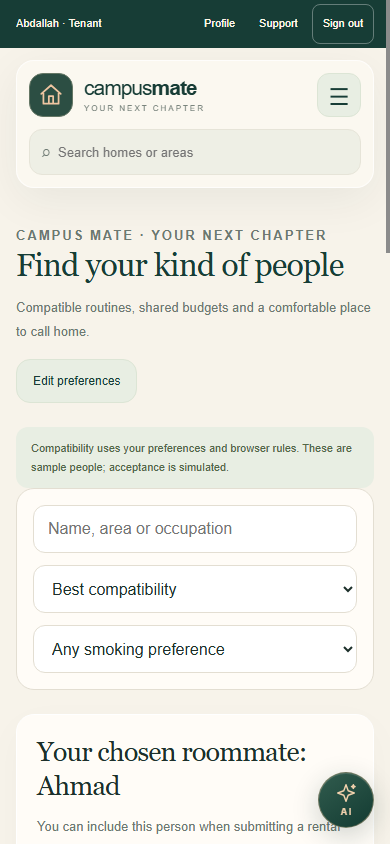 Abdallah · Tenant
Profile
Support
Sign out
campusmate
YOUR NEXT CHAPTER
Search homes or areas
CAMPUS MATE · YOUR NEXT CHAPTER
Find your kind of people
Compatible routines, shared budgets and a comfortable place
to call home.
Edit preferences
Compatibility uses your preferences and browser rules. These are
sample people; acceptance is simulated.
Name, area or occupation
Best compatibility
Any smoking preference
Your chosen roommate:
Ahmad
You can include this person when submitting a rental
AI